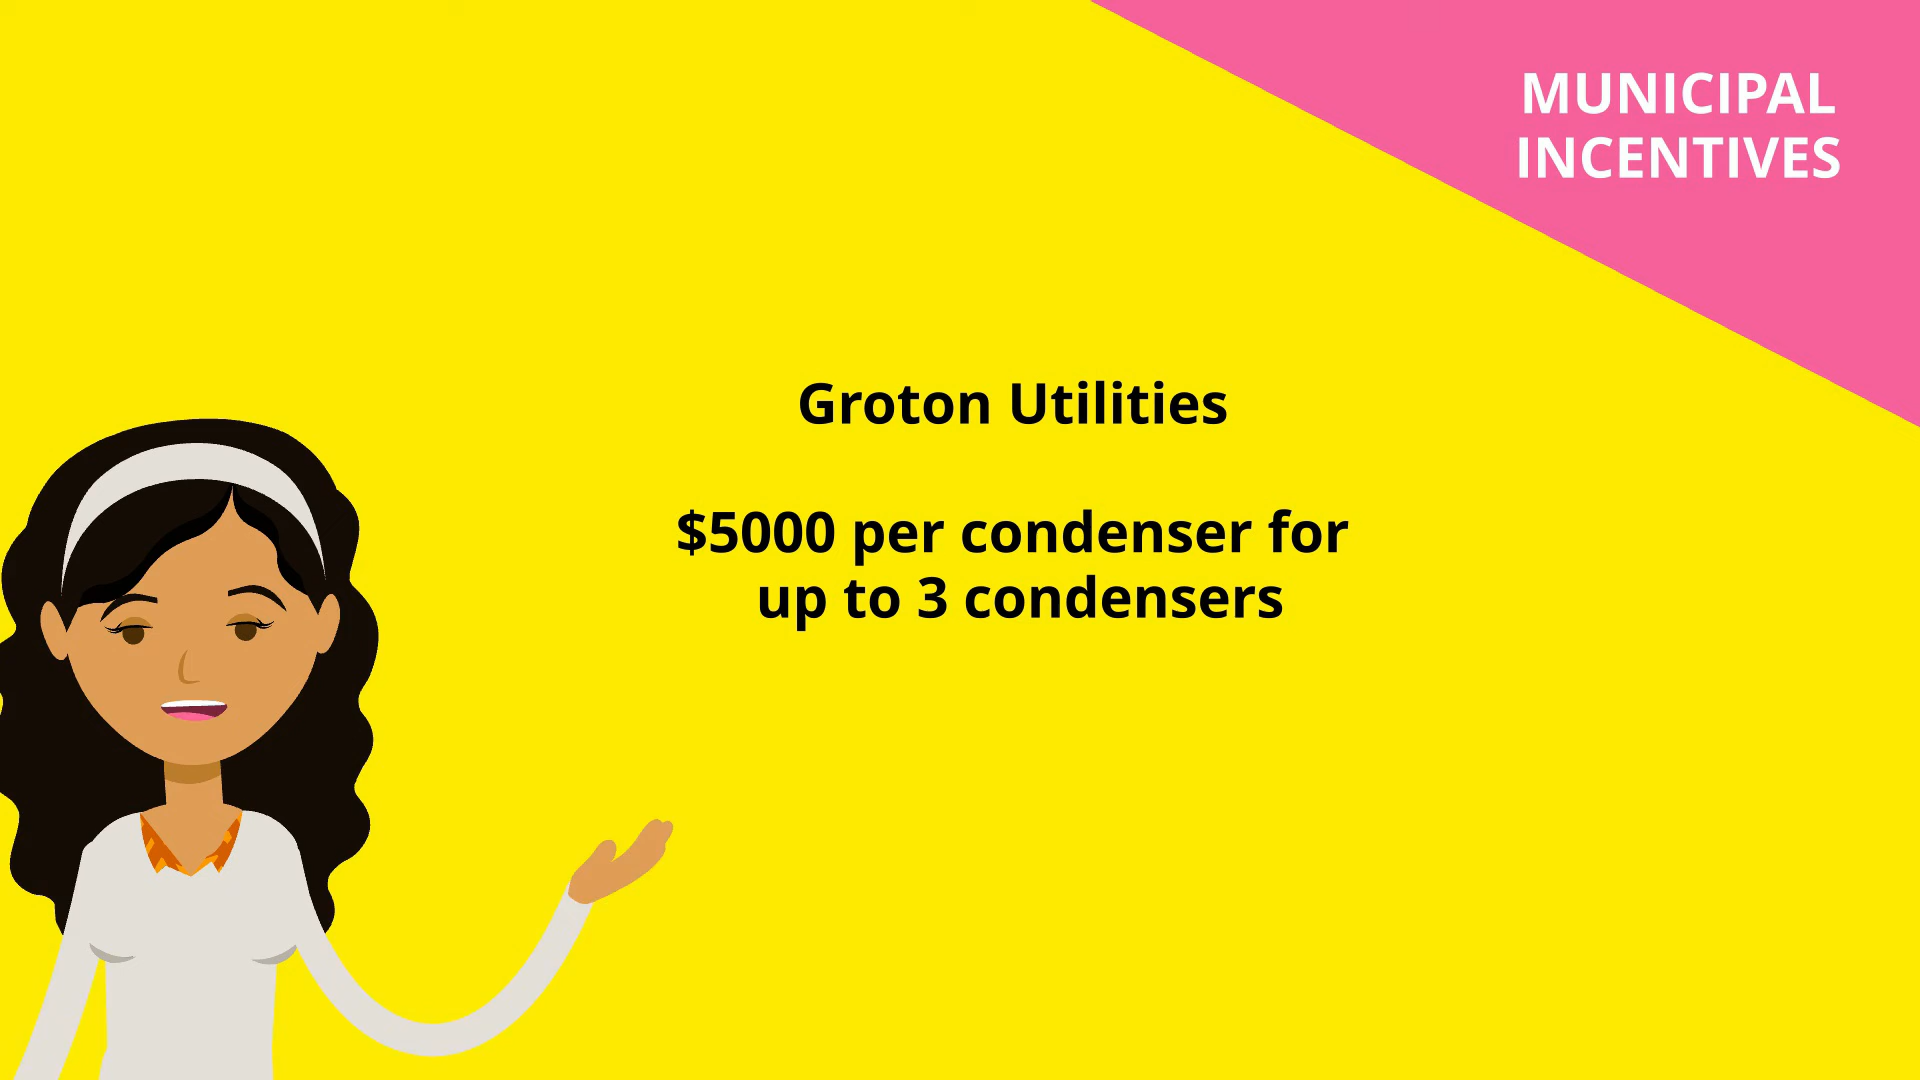 MUNICIPAL
INCENTIVES
Groton Utilities
$5000 per condenser for
up to 3 condensers